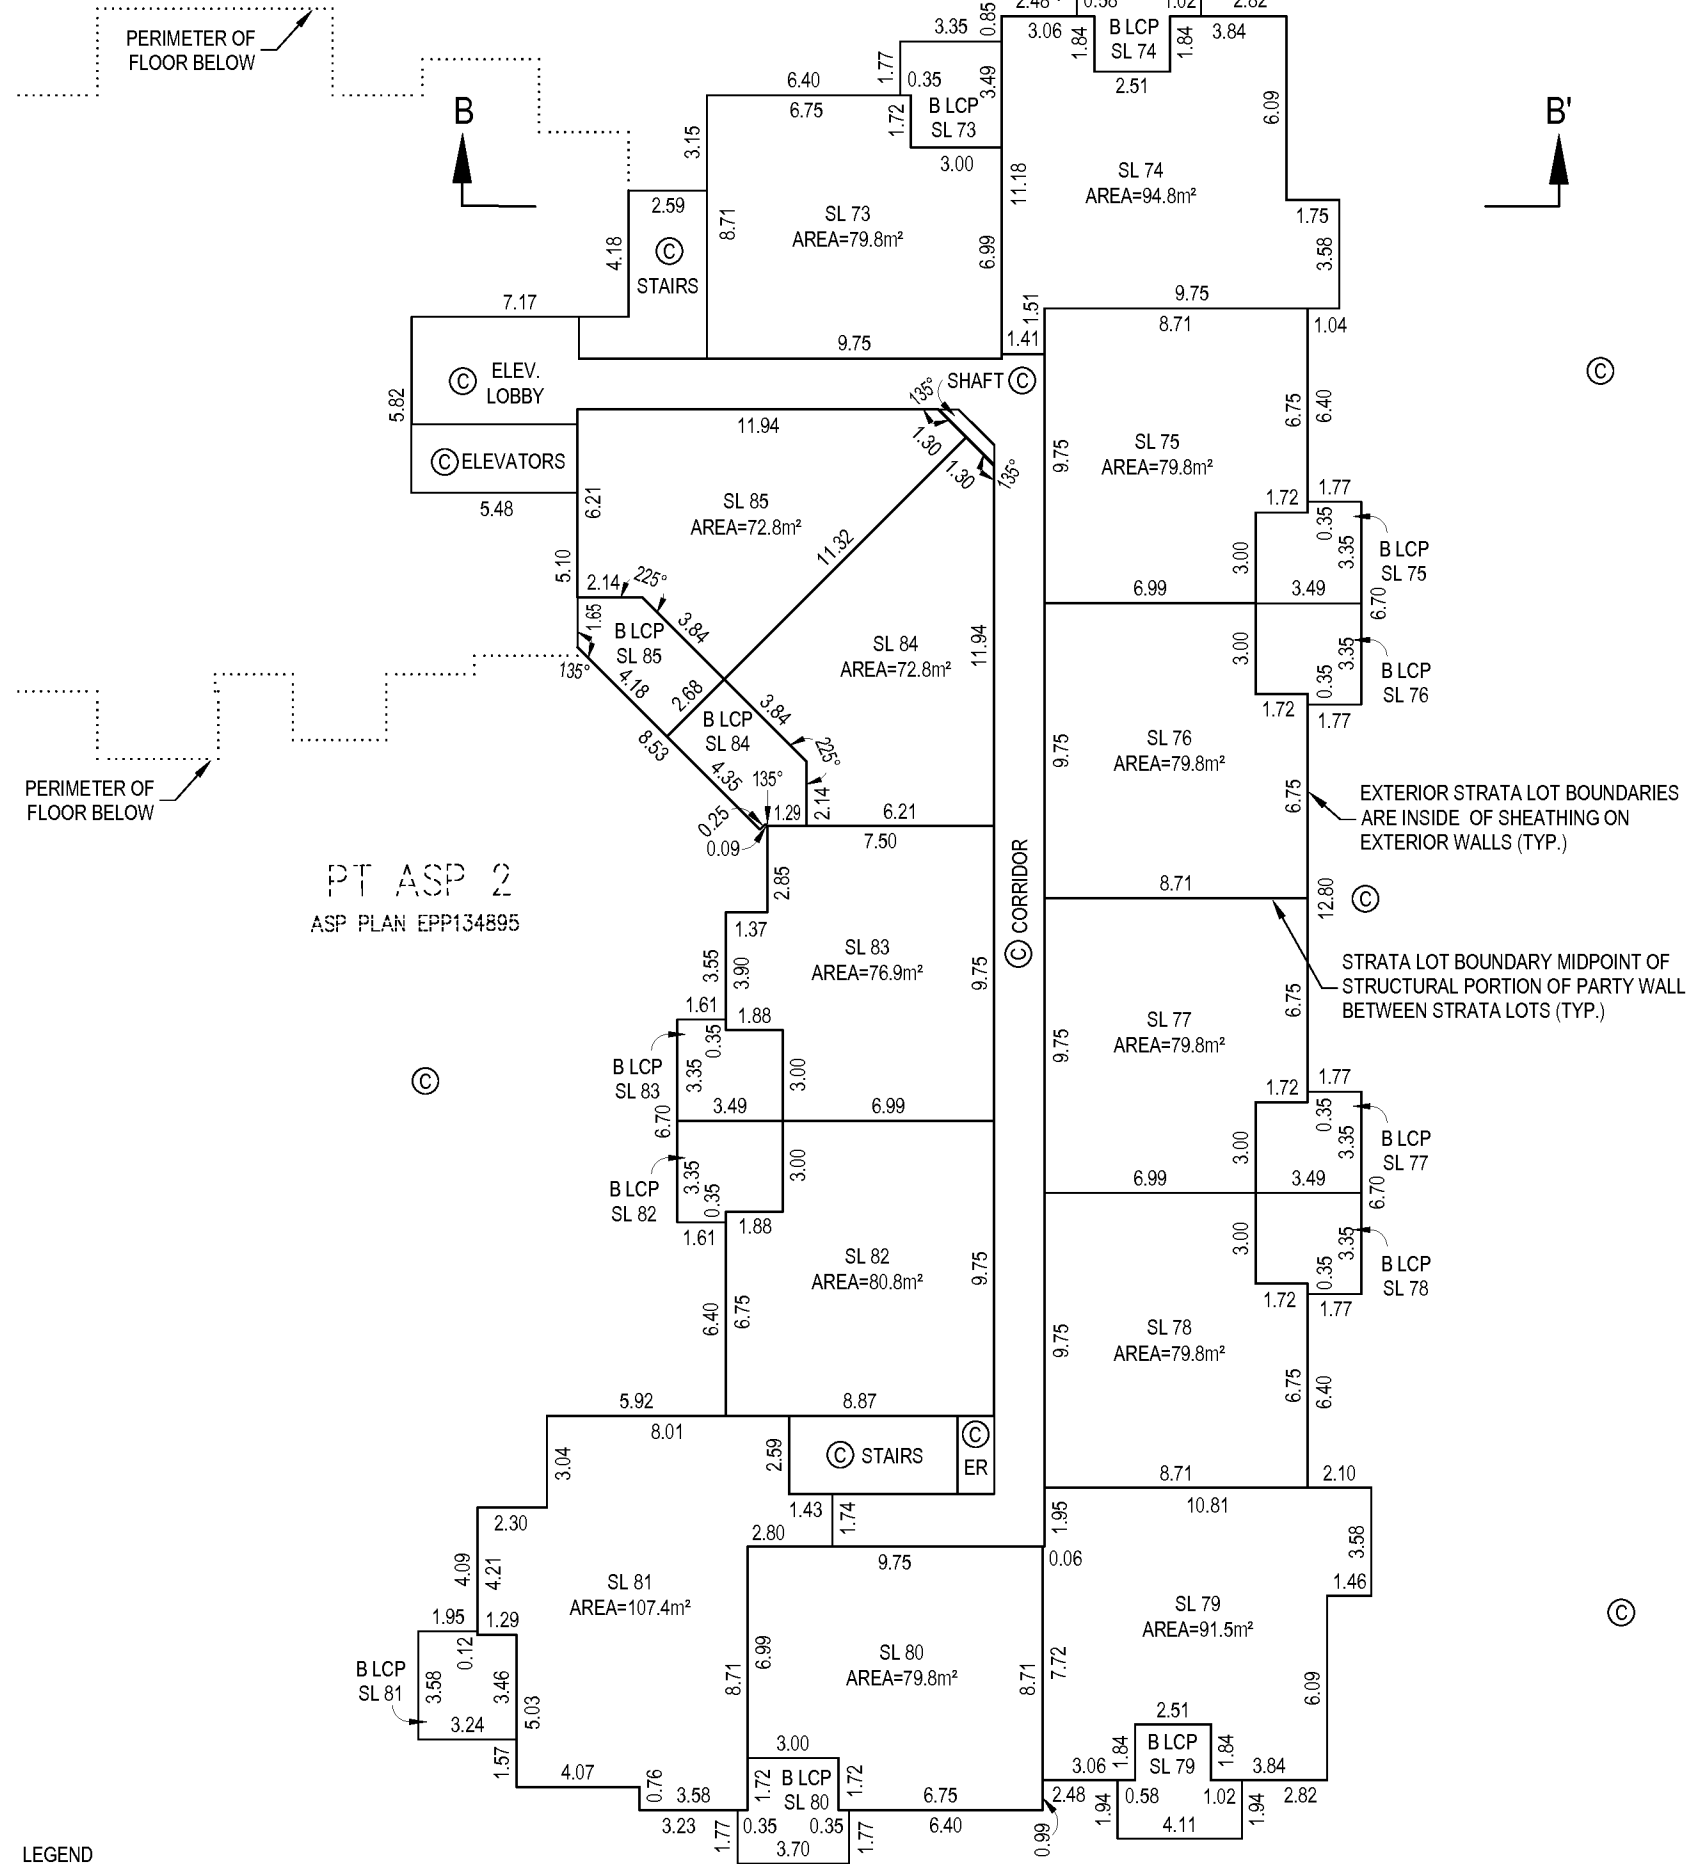 2.48
0.58
1.02
2.82
PERIMETER OF
FLOOR BELOW
3.35
0.85
3.06
1.84
B LCP
SL 74
1.84
3.84
2.51
B
B'
1.77
0.35
3.49
6.40
6.75
1.72
B LCP
SL 73
3.00
3.15
6.09
11.18
SL 74
AREA=94.8m²
2.59
8.71
SL 73
AREA=79.8m²
6.99
1.75
3.58
4.18
©
STAIRS
7.17
9.75
1.51
8.71
1.04
1.41
9.75
© ELEV.
LOBBY
5.82
SHAFT ©
©
135°
11.94
1.30
1.30
135°
6.75
6.40
9.75
SL 75
AREA=79.8m²
© ELEVATORS
5.48
6.21
SL 85
AREA=72.8m²
1.72
1.77
0.35
3.35
B LCP
SL 75
3.00
11.32
5.10
2.14
225°
1.65
3.84
6.99
3.49
6.70
B LCP
SL 85
135°
4.18
2.68
SL 84
AREA=72.8m²
11.94
3.00
0.35
3.35
B LCP
SL 76
1.72
1.77
3.84
B LCP
SL 84
225°
8.53
4.35
135°
9.75
SL 76
AREA=79.8m²
6.75
PERIMETER OF
FLOOR BELOW
EXTERIOR STRATA LOT BOUNDARIES
ARE INSIDE OF SHEATHING ON
EXTERIOR WALLS (TYP.)
0.25
0.09
1.29
2.14
6.21
7.50
PT ASP 2
ASP PLAN EPP134895
2.85
8.71
12.80
©
© CORRIDOR
1.37
3.55
3.90
SL 83
AREA=76.9m²
9.75
STRATA LOT BOUNDARY MIDPOINT OF
STRUCTURAL PORTION OF PARTY WALL
BETWEEN STRATA LOTS (TYP.)
6.75
1.61
1.88
0.35
9.75
SL 77
AREA=79.8m²
©
B LCP
SL 83
3.35
3.00
1.72
1.77
0.35
3.35
B LCP
SL 77
3.00
3.49
6.99
6.70
3.35
0.35
3.00
B LCP
SL 82
6.99
3.49
6.70
1.61
1.88
3.00
0.35
3.35
B LCP
SL 78
1.72
1.77
SL 82
AREA=80.8m²
9.75
6.40
6.75
9.75
SL 78
AREA=79.8m²
6.75
6.40
5.92
8.87
8.01
3.04
2.59
© STAIRS
©
ER
8.71
2.10
10.81
2.30
1.43
1.74
2.80
1.95
0.06
3.58
9.75
4.09
4.21
SL 81
AREA=107.4m²
1.46
SL 79
AREA=91.5m²
©
1.95
1.29
0.12
B LCP
SL 81
3.58
3.46
3.24
5.03
8.71
6.99
SL 80
AREA=79.8m²
8.71
7.72
6.09
2.51
1.57
3.00
1.84
B LCP
SL 79
1.84
4.07
0.76
3.58
1.72
B LCP
SL 80
1.72
6.75
3.06
3.84
2.48
0.58
1.02
2.82
3.23
1.77
0.35
0.35
1.77
6.40
0.99
1.94
4.11
1.94
3.70
LEGEND